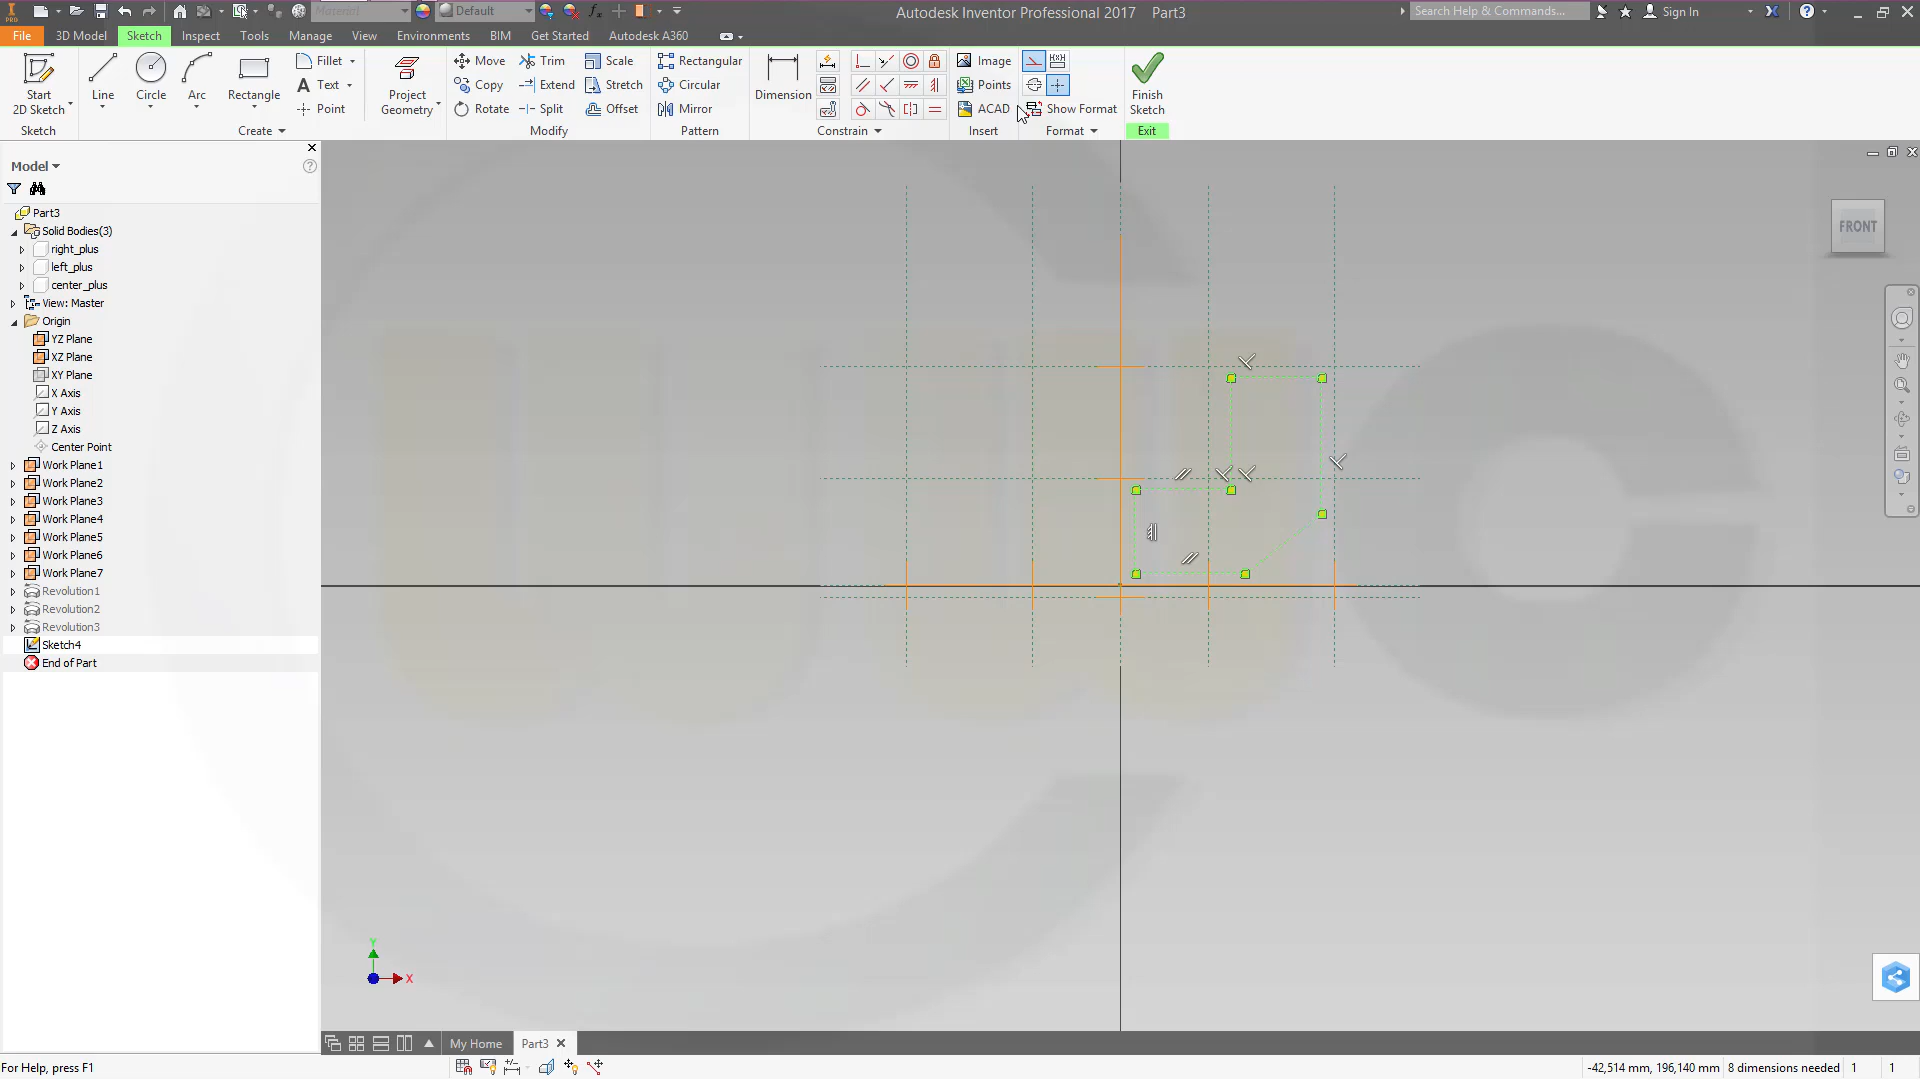 Material
Default
Autodesk Inventor Professional 2017 Part3
Search Help & Commands...
Sign In
File 3D Model Sketch Inspect Tools Manage View Environments BIM Get Started Autodesk A360
Start 2D Sketch
Line
Circle
Arc
Rectangle
Fillet
Text
Point
Project Geometry
Move
Copy
Rotate
Trim
Extend
Split
Scale
Stretch
Offset
Rectangular
Circular
Mirror
Dimension
Image
Points
ACAD
Show Format
Finish Sketch
Sketch Create Modify Pattern Constrain Insert Format Exit
Model
Part3
Solid Bodies(3)
right_plus
left_plus
center_plus
View: Master
Origin
YZ Plane
XZ Plane
XY Plane
X Axis
Y Axis
Z Axis
Center Point
Work Plane1
Work Plane2
Work Plane3
Work Plane4
Work Plane5
Work Plane6
Work Plane7
Revolution1
Revolution2
Revolution3
Sketch4
End of Part
FRONT
Y
X
My Home Part3
For Help, press F1
-42,514 mm, 196,140 mm 8 dimensions needed 1 1